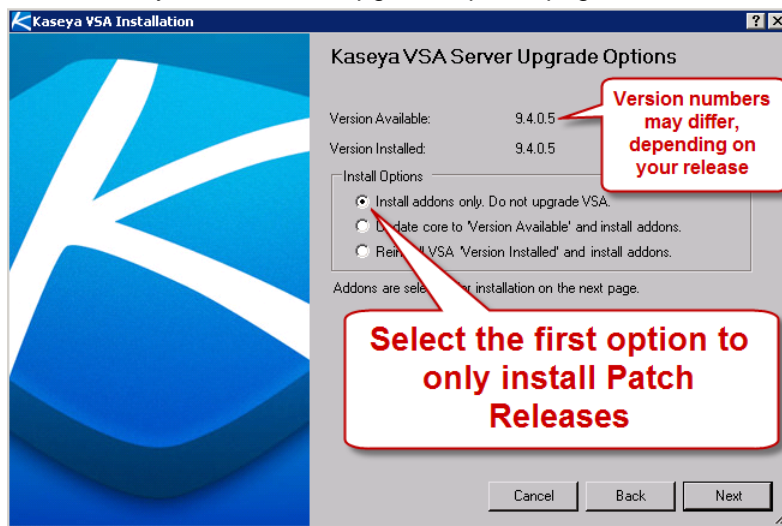 Kaseya VSA Installation
Kaseya VSA Server Upgrade Options
Version Available: 9.4.0.5
Version Installed: 9.4.0.5
Version numbers
may differ,
depending on
your release
Install Options
Install addons only. Do not upgrade VSA.
date core to 'Version Available' and install addons.
Rein VSA 'Version Installed' and install addons.
Addons are sele installation on the next page.
Select the first option to
only install Patch
Releases
Cancel Back Next